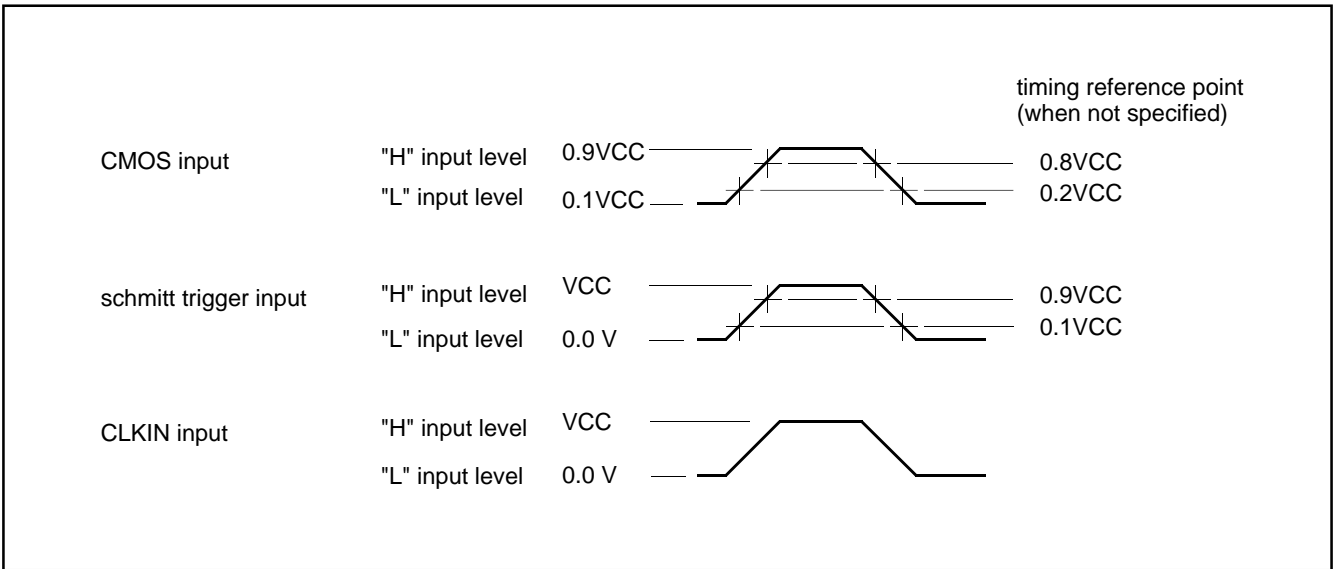 timing reference point
(when not specified)
CMOS input "H" input level 0.9VCC 0.8VCC
"L" input level 0.1VCC 0.2VCC
schmitt trigger input "H" input level VCC 0.9VCC
"L" input level 0.0 V 0.1VCC
CLKIN input "H" input level VCC
"L" input level 0.0 V